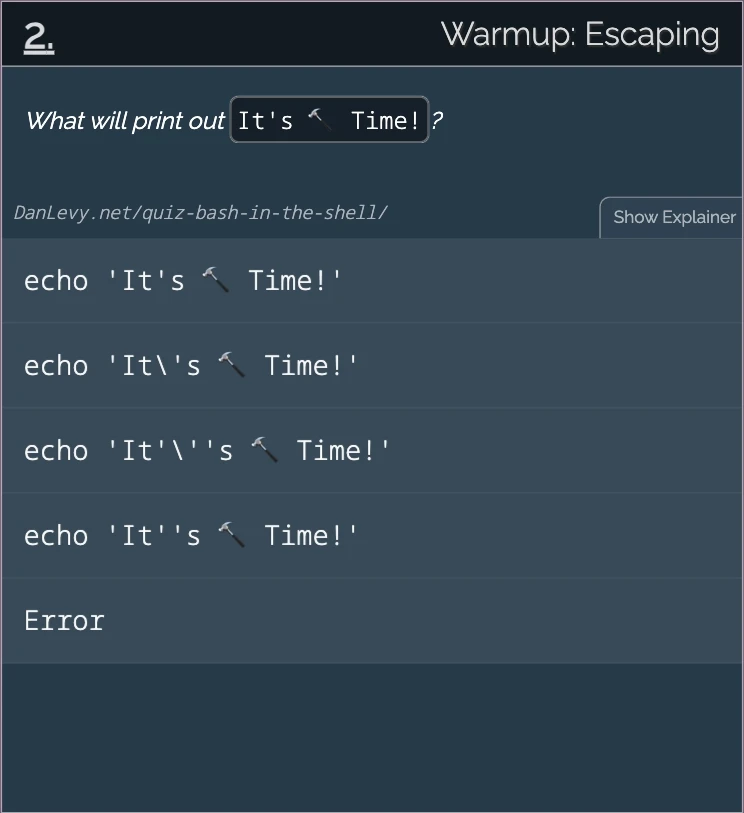 2.
Warmup: Escaping
What will print out It's 🔨 Time! ?
DanLevy.net/quiz-bash-in-the-shell/
Show Explainer
echo 'It's 🔨 Time!'
echo 'It\'s 🔨 Time!'
echo 'It'\''s 🔨 Time!'
echo 'It''s 🔨 Time!'
Error